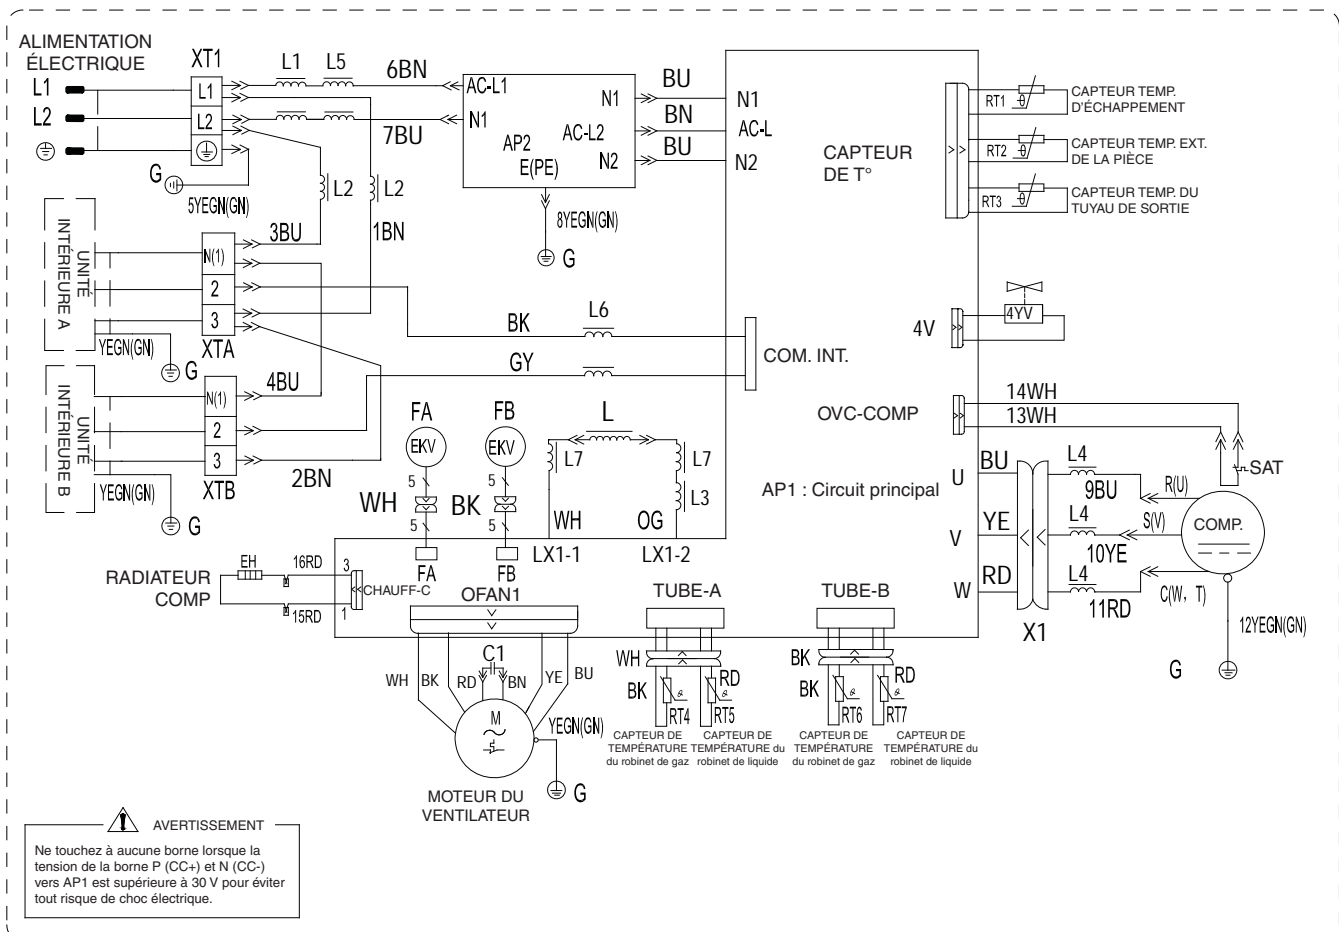 ALIMENTATION
ÉLECTRIQUE
XT1
L1
L1
L1
L5
6BN
AC-L1
L2
L2
7BU
N1
AP2
E(PE)
N1
AC-L2
N2
BU
BN
BU
N1
AC-L
N2
G
5YEGN(GN)
8YEGN(GN)
G
L2
L2
3BU
1BN
UNITÉ
INTÉRIEURE A
N(1)
2
3
XTA
YEGN(GN)
G
4BU
UNITÉ
INTÉRIEURE B
N(1)
2
3
XTB
YEGN(GN)
G
2BN
BK
L6
GY
COM. INT.
CAPTEUR
DE T°
RT1
θ
CAPTEUR TEMP.
D'ÉCHAPPEMENT
RT2
θ
CAPTEUR TEMP. EXT.
DE LA PIÈCE
RT3
θ
CAPTEUR TEMP. DU
TUYAU DE SORTIE
4V
4YV
OVC-COMP
14WH
13WH
SAT
FA
EKV
5
WH
5
FA
FB
EKV
5
BK
5
FB
L
L7
L7
L3
WH
OG
LX1-1
LX1-2
AP1 : Circuit principal
U
BU
V
YE
W
RD
X1
L4
9BU
R(U)
L4
10YE
S(V)
L4
11RD
C(W, T)
COMP.
12YEGN(GN)
G
RADIATEUR
COMP
EH
16RD
3
15RD
1
CHAUFF-C
OFAN1
WH
BK
RD
C1
BN
YE
BU
M
YEGN(GN)
G
MOTEUR DU
VENTILATEUR
TUBE-A
WH
BK
RD
θ
θ
RT4
RT5
CAPTEUR DE
TEMPÉRATURE
du robinet de gaz
CAPTEUR DE
TEMPÉRATURE du
robinet de liquide
TUBE-B
BK
BK
RD
θ
θ
RT6
RT7
CAPTEUR DE
TEMPÉRATURE
du robinet de gaz
CAPTEUR DE
TEMPÉRATURE du
robinet de liquide
AVERTISSEMENT
Ne touchez à aucune borne lorsque la
tension de la borne P (CC+) et N (CC-)
vers AP1 est supérieure à 30 V pour éviter
tout risque de choc électrique.